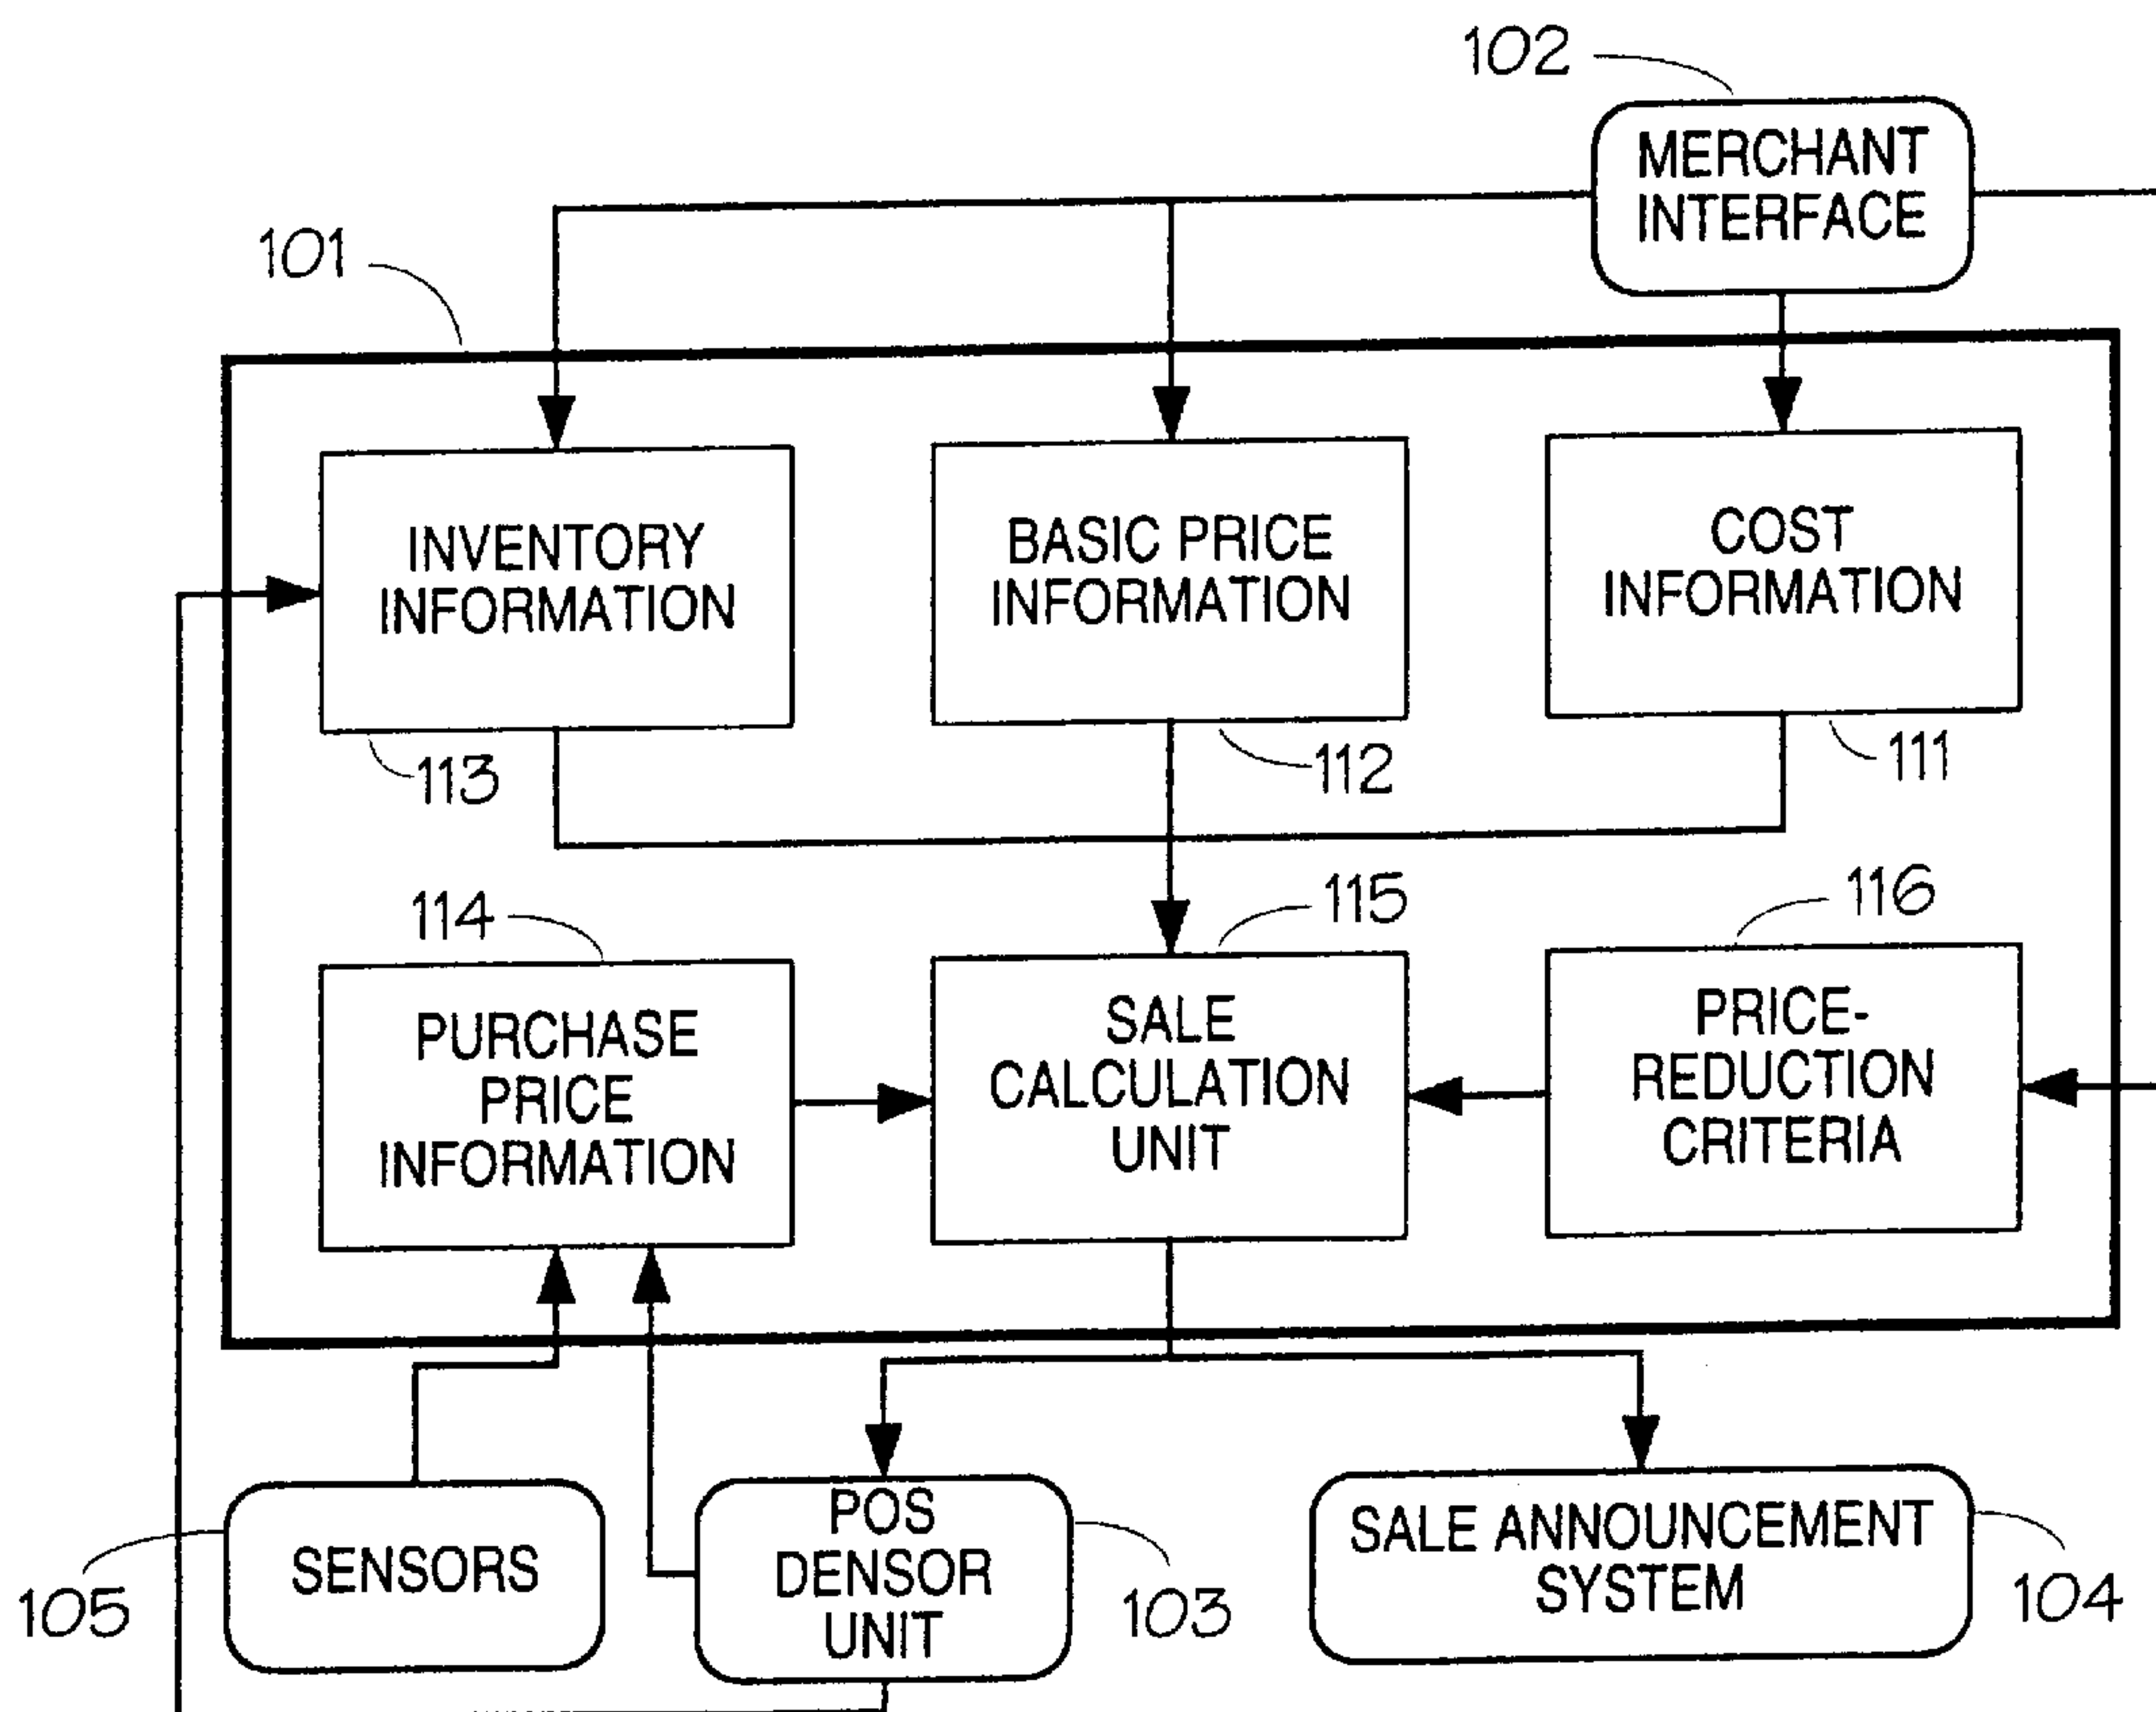 102
MERCHANT
INTERFACE
101
INVENTORY
INFORMATION
BASIC PRICE
INFORMATION
COST
INFORMATION
113
112
111
114
115
116
PURCHASE
PRICE
INFORMATION
SALE
CALCULATION
UNIT
PRICE-
REDUCTION
CRITERIA
SENSORS
POS
DENSOR
UNIT
SALE ANNOUNCEMENT
SYSTEM
105
103
104